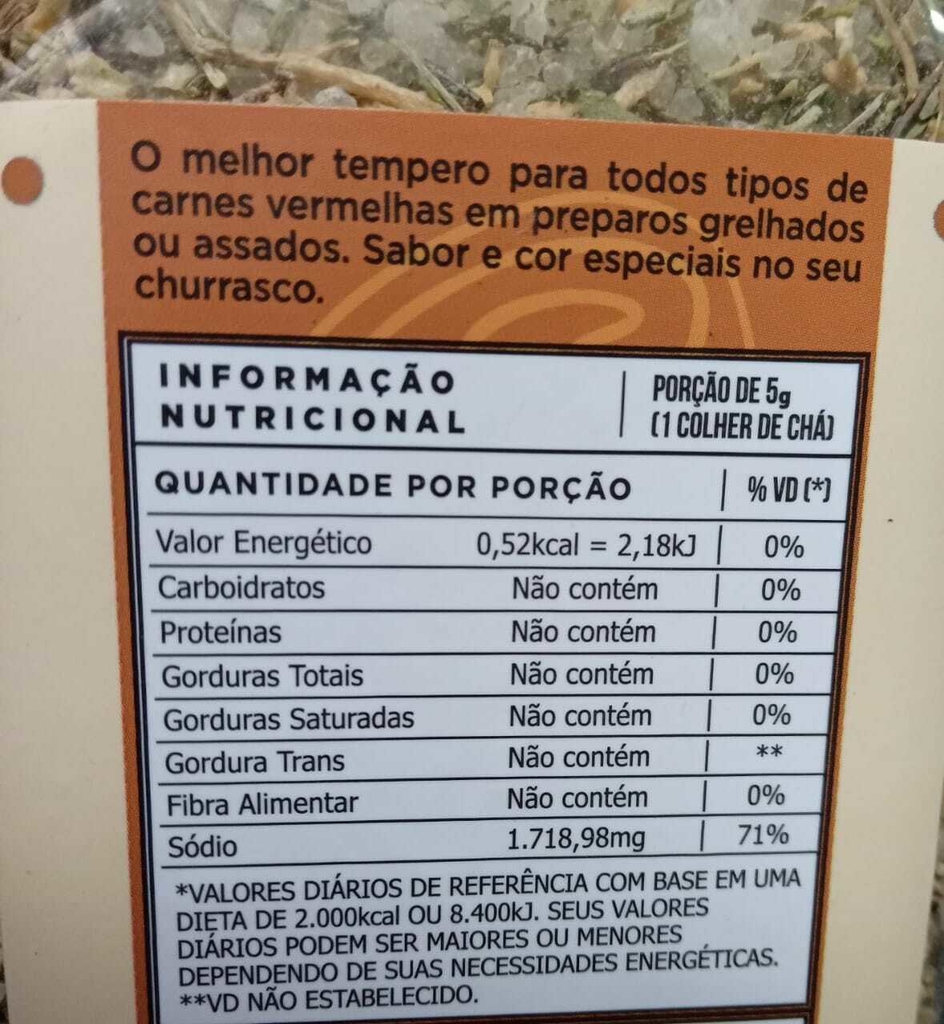 O melhor tempero para todos tipos de
carnes vermelhas em preparos grelhados
ou assados. Sabor e cor especiais no seu
churrasco.
INFORMAÇÃO
NUTRICIONAL
PORÇÃO DE 5g
(1 COLHER DE CHÁ)
QUANTIDADE POR PORÇÃO % VD (*)
Valor Energético 0,52kcal = 2,18kJ 0%
Carboidratos Não contém 0%
Proteínas Não contém 0%
Gorduras Totais Não contém 0%
Gorduras Saturadas Não contém 0%
Gordura Trans Não contém **
Fibra Alimentar Não contém 0%
Sódio 1.718,98mg 71%
*VALORES DIÁRIOS DE REFERÊNCIA COM BASE EM UMA
DIETA DE 2.000kcal OU 8.400kJ. SEUS VALORES
DIÁRIOS PODEM SER MAIORES OU MENORES
DEPENDENDO DE SUAS NECESSIDADES ENERGÉTICAS.
**VD NÃO ESTABELECIDO.